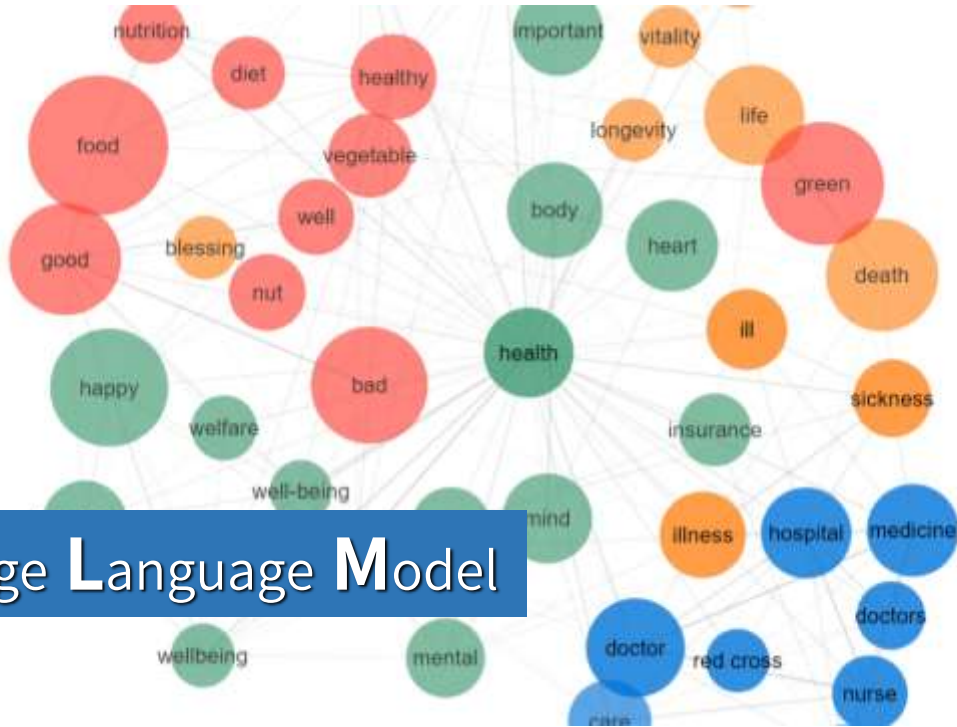 nutrition
important
vitality
diet
healthy
life
longevity
food
vegetable
green
body
well
heart
blessing
good
death
nut
ill
health
bad
happy
sickness
welfare
insurance
well-being
mind
illness
hospital
medicine
ge Language Model
doctors
doctor
wellbeing
mental
red cross
nurse
care